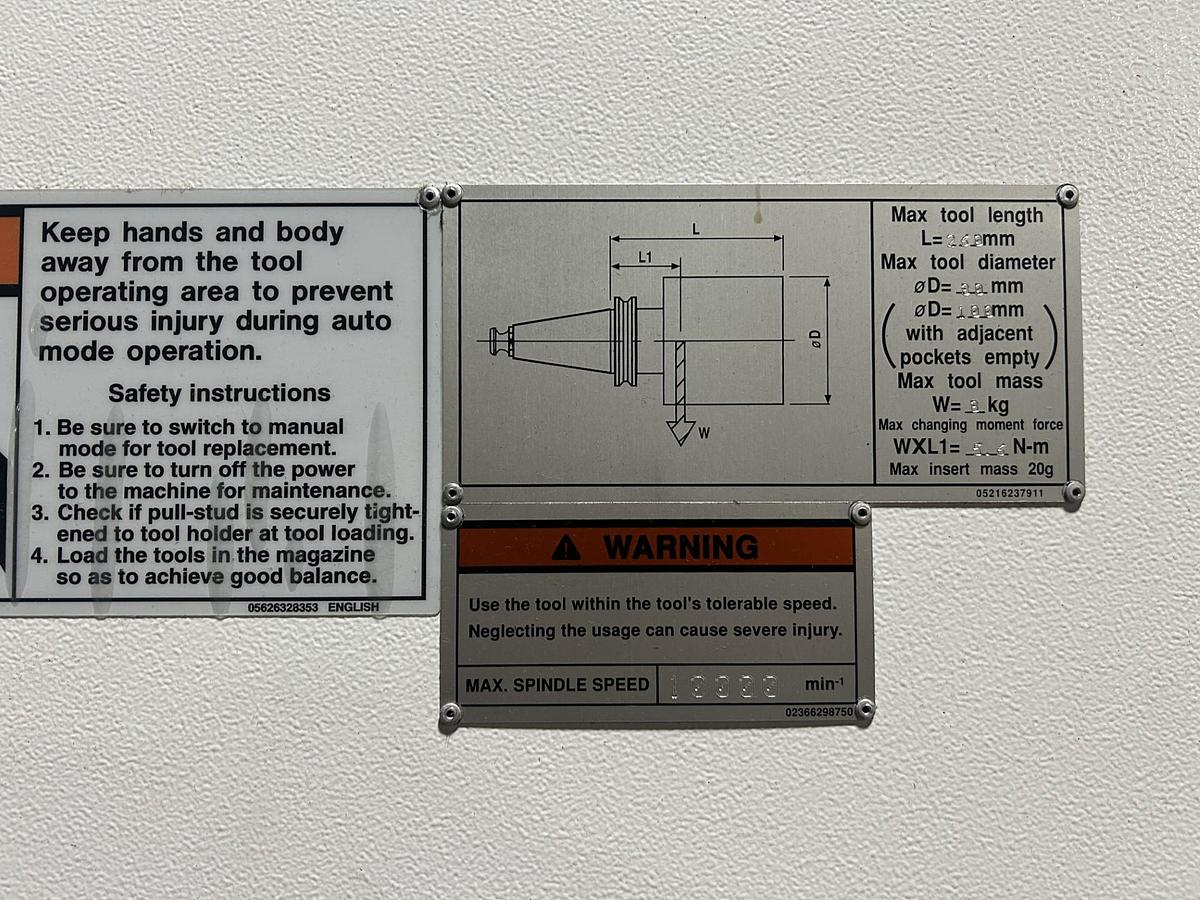 Keep hands and body
away from the tool
operating area to prevent
serious injury during auto
mode operation.
Safety instructions
1. Be sure to switch to manual
mode for tool replacement.
2. Be sure to turn off the power
to the machine for maintenance.
3. Check if pull-stud is securely tight-
ened to tool holder at tool loading.
4. Load the tools in the magazine
so as to achieve good balance.
05626328353 ENGLISH
L
L1
øD
W
Max tool length
L= mm
Max tool diameter
øD= mm
øD= mm
with adjacent
pockets empty
Max tool mass
W= kg
Max changing moment force
WXL1= N-m
Max insert mass 20g
05216237911
WARNING
Use the tool within the tool's tolerable speed.
Neglecting the usage can cause severe injury.
MAX. SPINDLE SPEED 10000 min-1
02366298750